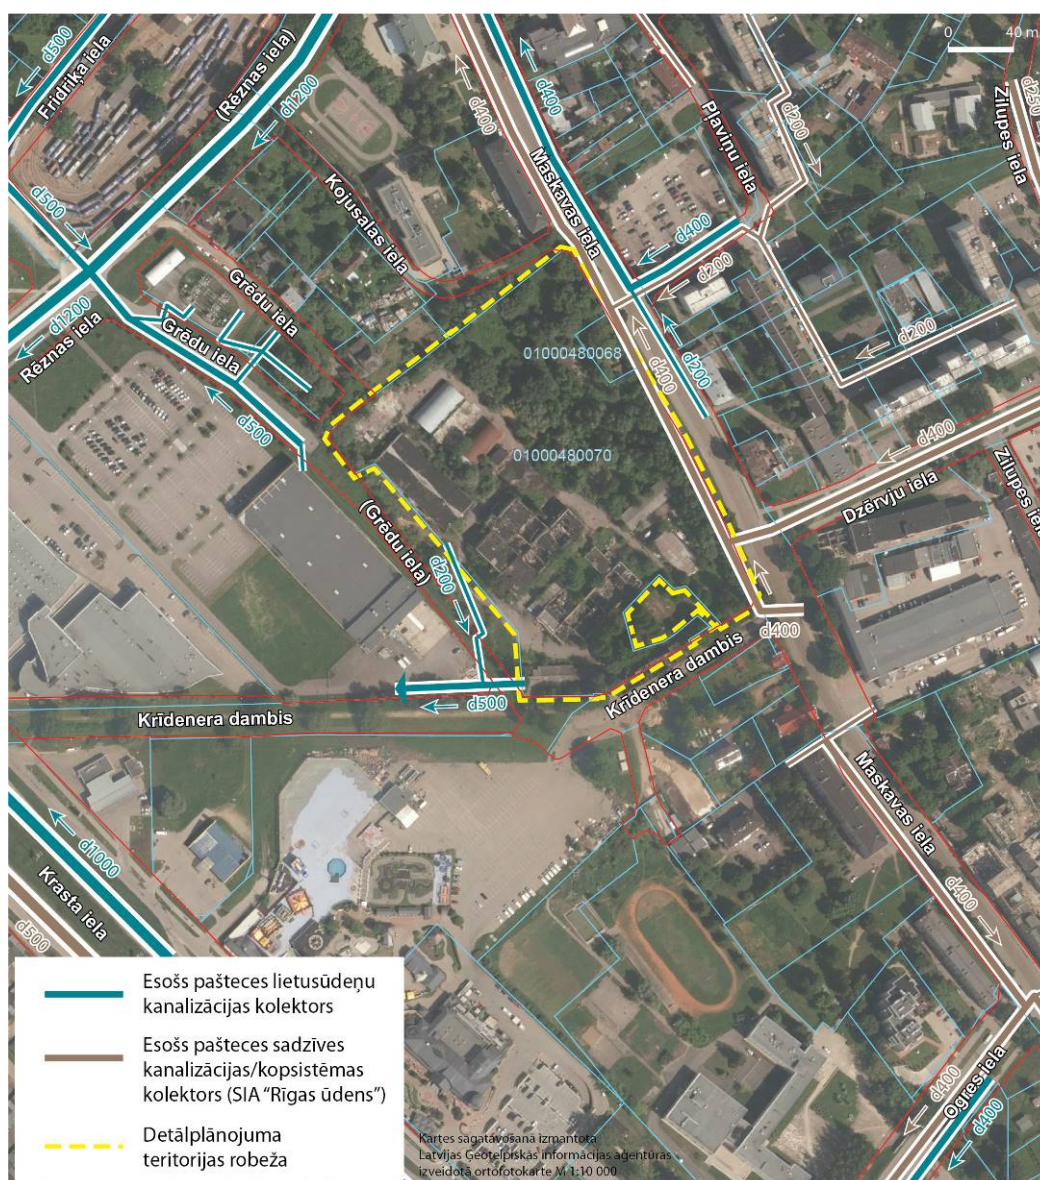 d500
Fridriķa iela
(Rēznas iela)
d1200
d400
d400
Maskavas iela
Pļaviņu iela
d200
0 40 m
d250
Zilupes iela
d500
Kojusalas iela
d400
d200
Grēdu iela
d1200
Rēznas iela
Grēdu iela
d500
01000480068
d400
d200
d200
01000480070
d400
Dzērvju iela
Zilupes iela
(Grēdu iela)
d200
d400
Krīdenera dambis
d500
Krīdenera dambis
Maskavas iela
d1000
Krasta iela
d500
d400
d400
Ogres iela
d400
Esošs pašteces lietusūdeņu
kanalizācijas kolektors
Esošs pašteces sadzīves
kanalizācijas/kopsistēmas
kolektors (SIA "Rīgas ūdens")
Detālplānojuma
teritorijas robeža
Kartes sagatavošanā izmantota
Latvijas Ģeotelpiskās informācijas aģentūras
izveidotā ortofotokarte M 1:10 000